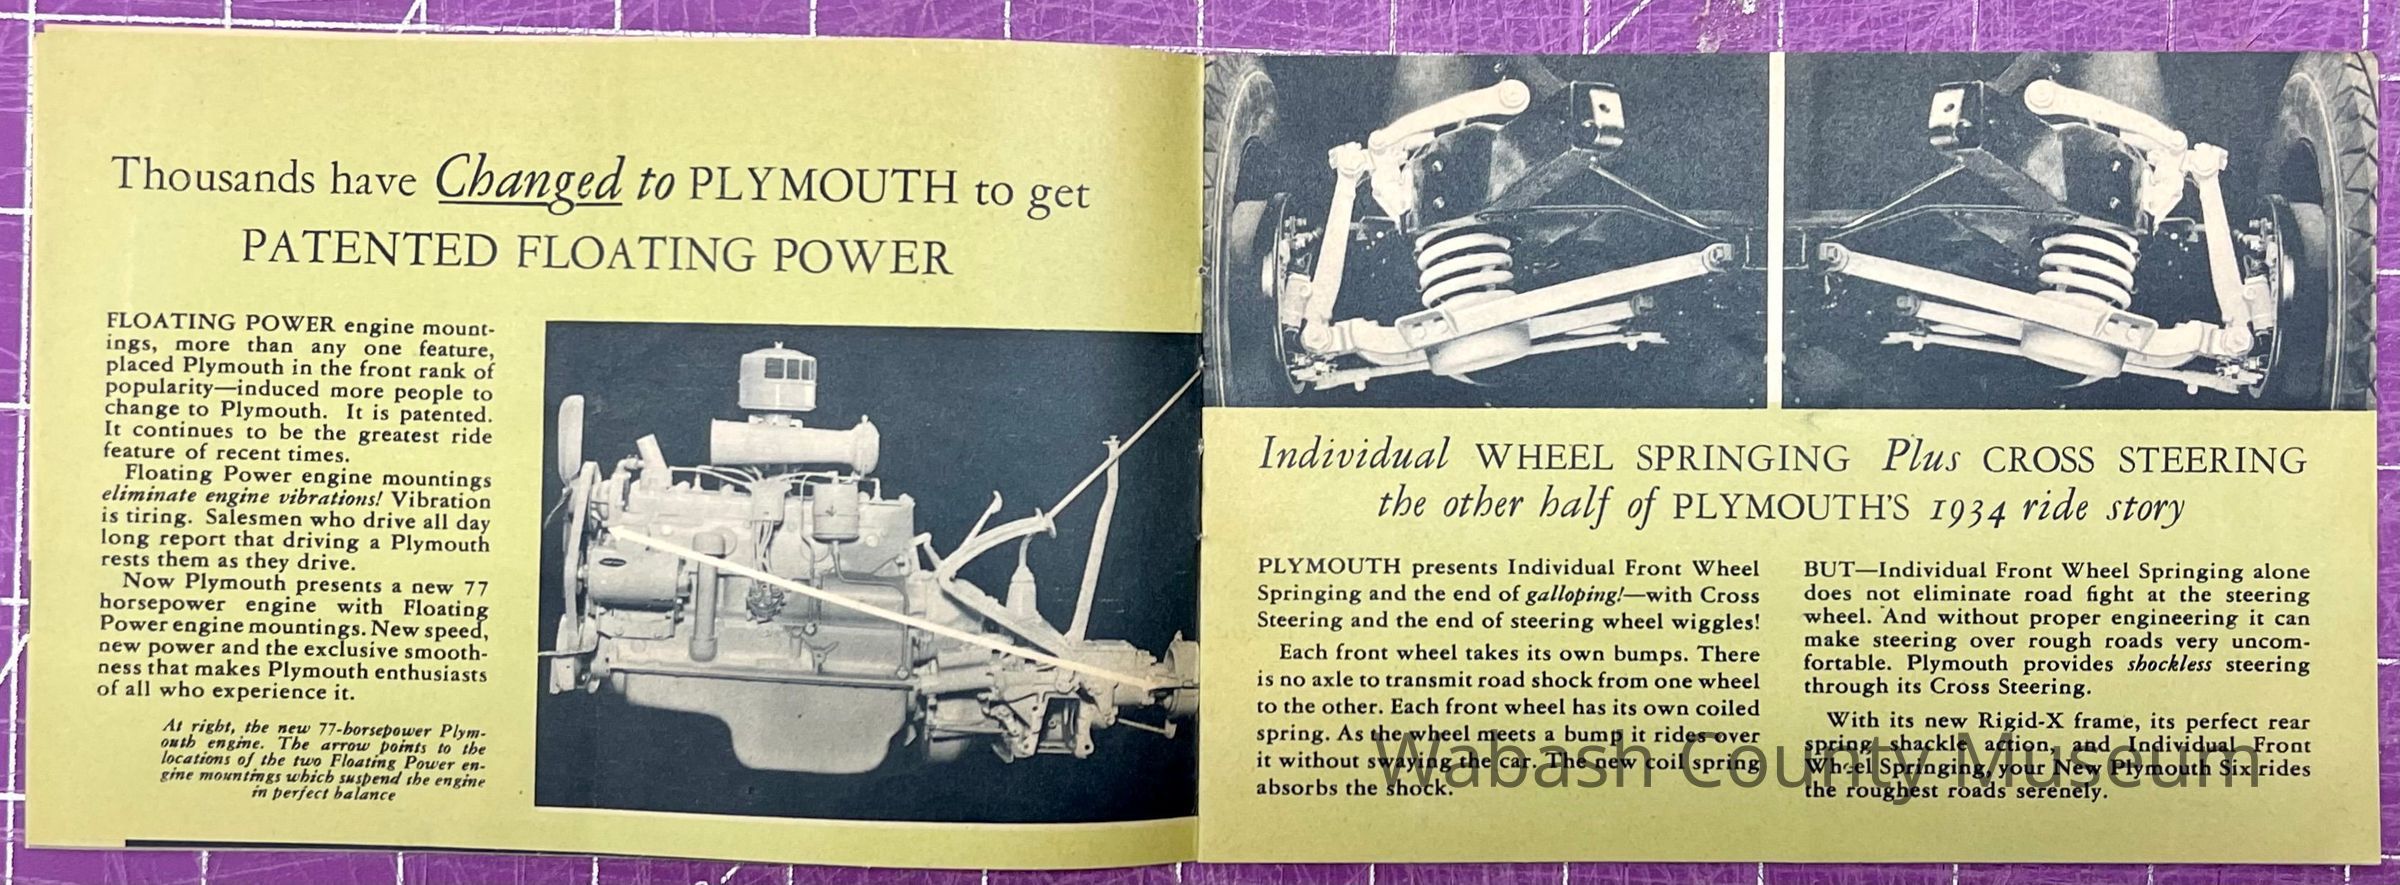 Thousands have Changed to PLYMOUTH to get
PATENTED FLOATING POWER
FLOATING POWER engine mount-
ings, more than any one feature,
placed Plymouth in the front rank of
popularity—induced more people to
change to Plymouth. It is patented.
It continues to be the greatest ride
feature of recent times.
Floating Power engine mountings
eliminate engine vibrations! Vibration
is tiring. Salesmen who drive all day
long report that driving a Plymouth
rests them as they drive.
Now Plymouth presents a new 77
horsepower engine with Floating
Power engine mountings. New speed,
new power and the exclusive smooth-
ness that makes Plymouth enthusiasts
of all who experience it.
At right, the new 77-horsepower Plym-
outh engine. The arrow points to the
locations of the two Floating Power en-
gine mountings which suspend the engine
in perfect balance
Individual WHEEL SPRINGING Plus CROSS STEERING
the other half of PLYMOUTH'S 1934 ride story
PLYMOUTH presents Individual Front Wheel
Springing and the end of galloping!—with Cross
Steering and the end of steering wheel wiggles!
Each front wheel takes its own bumps. There
is no axle to transmit road shock from one wheel
to the other. Each front wheel has its own coiled
spring. As the wheel meets a bump it rides over
it without swaying the car. The new coil spring
absorbs the shock.
BUT—Individual Front Wheel Springing alone
does not eliminate road fight at the steering
wheel. And without proper engineering it can
make steering over rough roads very uncom-
fortable. Plymouth provides shockless steering
through its Cross Steering.
With its new Rigid-X frame, its perfect rear
spring shackle action, and Individual Front
Wheel Springing, your New Plymouth Six rides
the roughest roads serenely.
Wabash County Museum